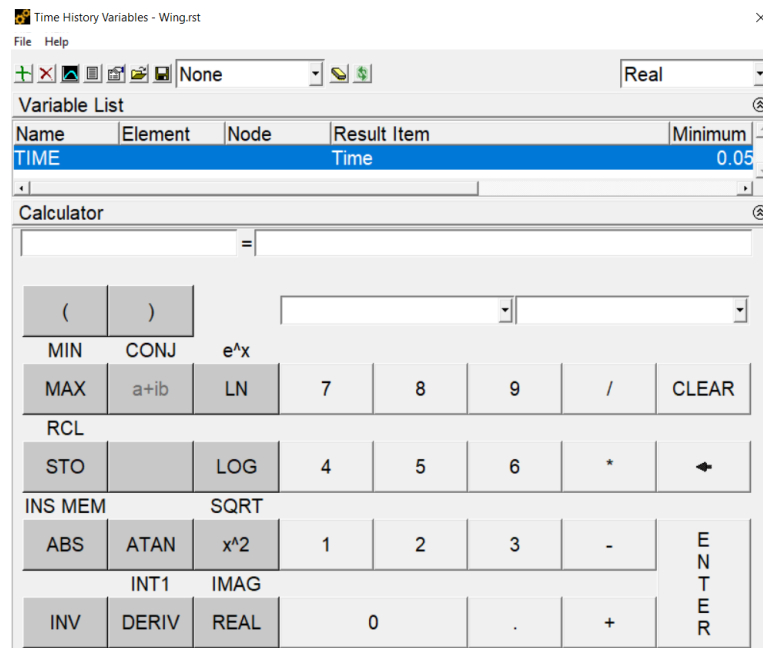 Time History Variables - Wing.rst
File Help
None Real
Variable List
Name Element Node Result Item Minimum
TIME Time 0.05
Calculator
=
( )
MIN CONJ e^x
MAX a+ib LN 7 8 9 / CLEAR
RCL
STO LOG 4 5 6 *
INS MEM SQRT
ABS ATAN x^2 1 2 3 - ENTER
INT1 IMAG
INV DERIV REAL 0 . +